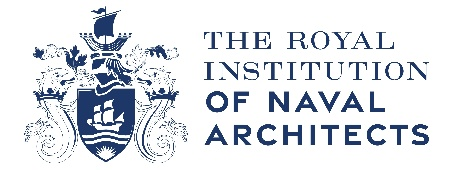 THE ROYAL
INSTITUTION
OF NAVAL
ARCHITECTS